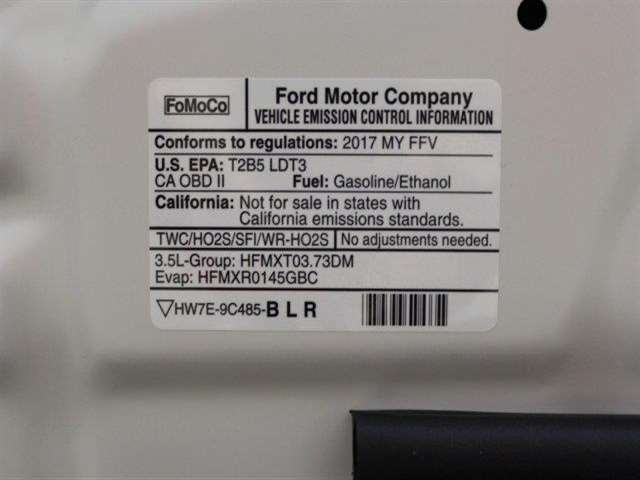 FoMoCo
Ford Motor Company
VEHICLE EMISSION CONTROL INFORMATION
Conforms to regulations: 2017 MY FFV
U.S. EPA: T2B5 LDT3
CA OBD II Fuel: Gasoline/Ethanol
California: Not for sale in states with
California emissions standards.
TWC/HO2S/SFI/WR-HO2S No adjustments needed.
3.5L-Group: HFMXT03.73DM
Evap: HFMXR0145GBC
HW7E-9C485-B L R